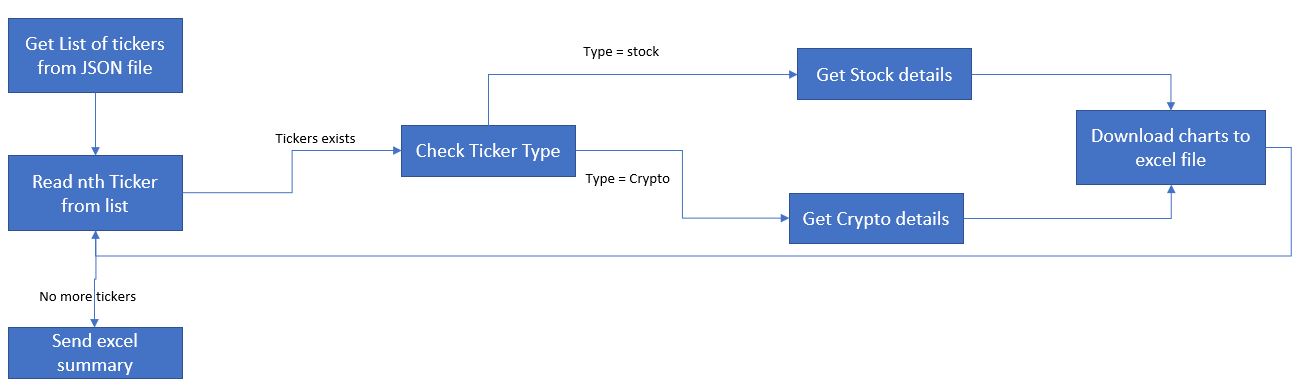 Get List of tickers
from JSON file
Type = stock
Get Stock details
Download charts to
excel file
Tickers exists
Check Ticker Type
Type = Crypto
Read nth Ticker
from list
Get Crypto details
No more tickers
Send excel
summary